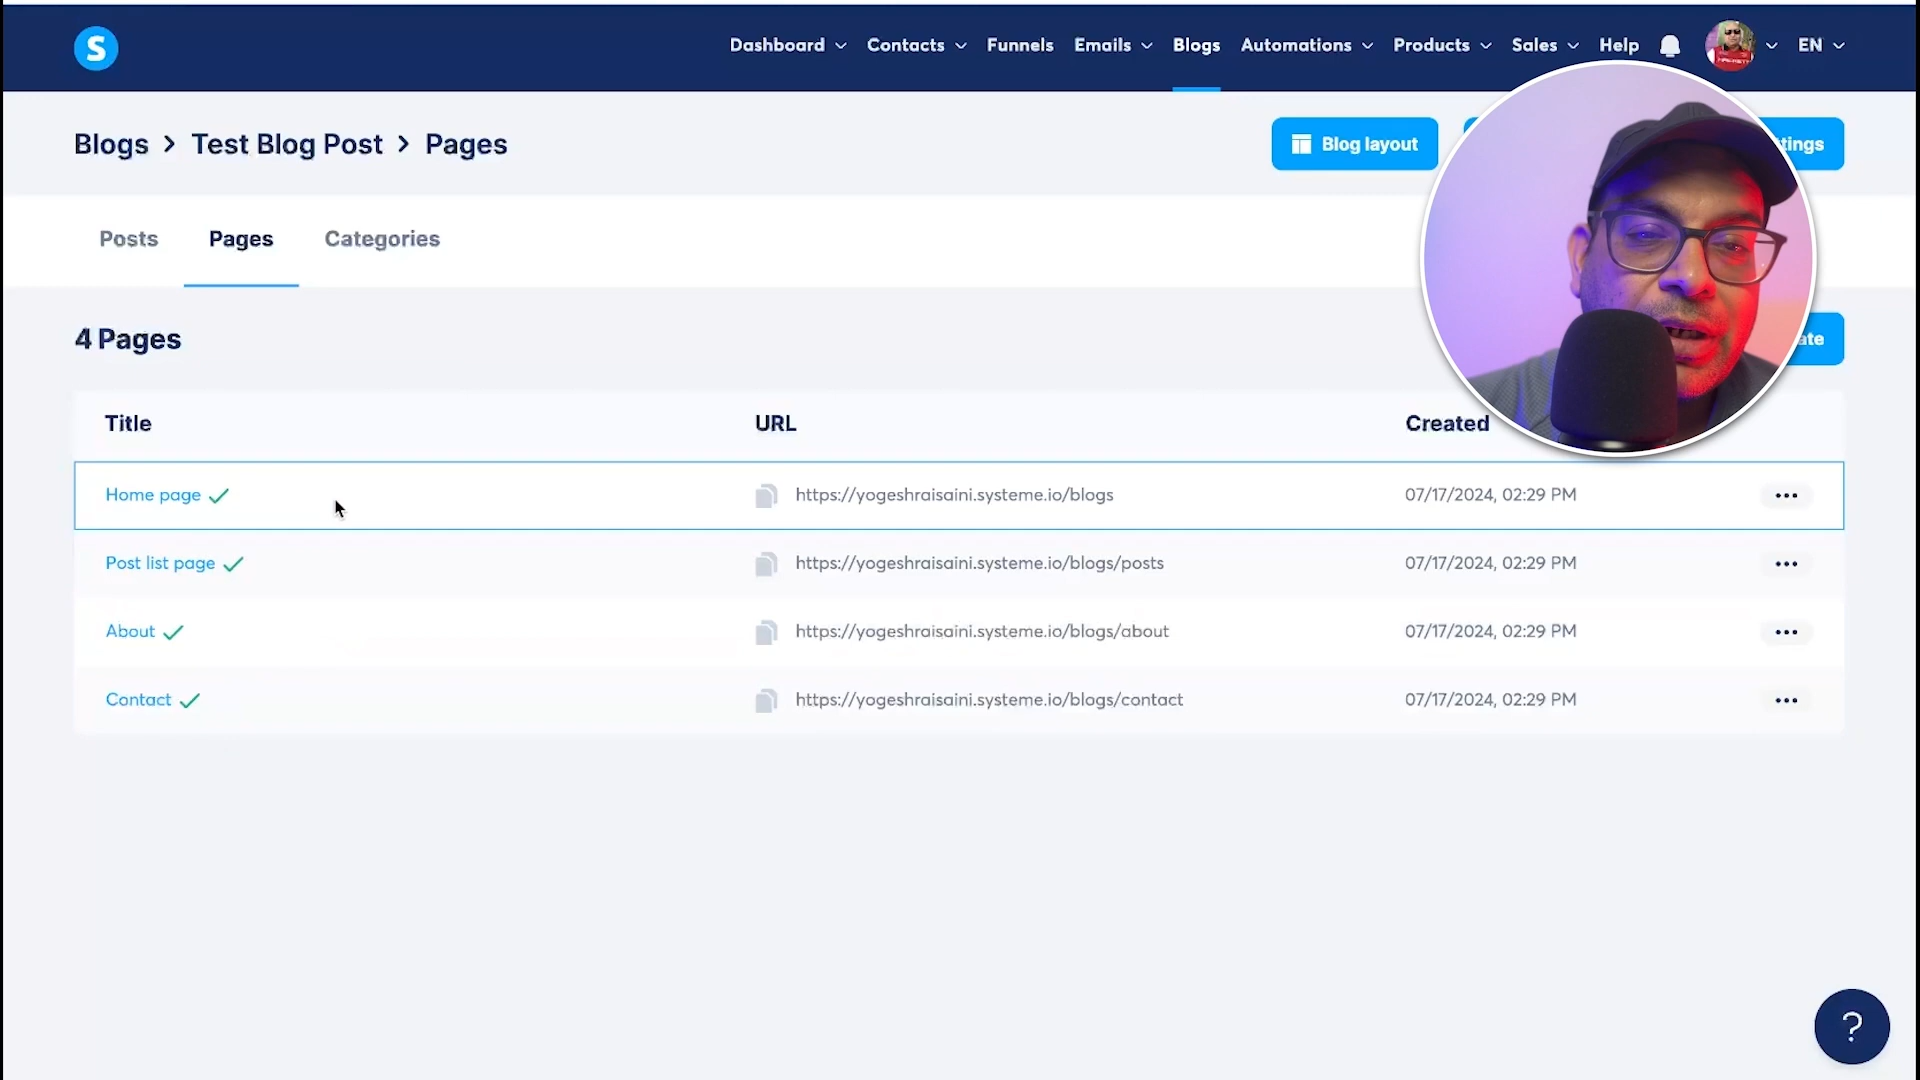 S Dashboard Contacts Funnels Emails Blogs Automations Products Sales Help EN
Blogs > Test Blog Post > Pages Blog layout
Posts Pages Categories
4 Pages
Title URL Created
Home page https://yogeshraisaini.systeme.io/blogs 07/17/2024, 02:29 PM
Post list page https://yogeshraisaini.systeme.io/blogs/posts 07/17/2024, 02:29 PM
About https://yogeshraisaini.systeme.io/blogs/about 07/17/2024, 02:29 PM
Contact https://yogeshraisaini.systeme.io/blogs/contact 07/17/2024, 02:29 PM
?